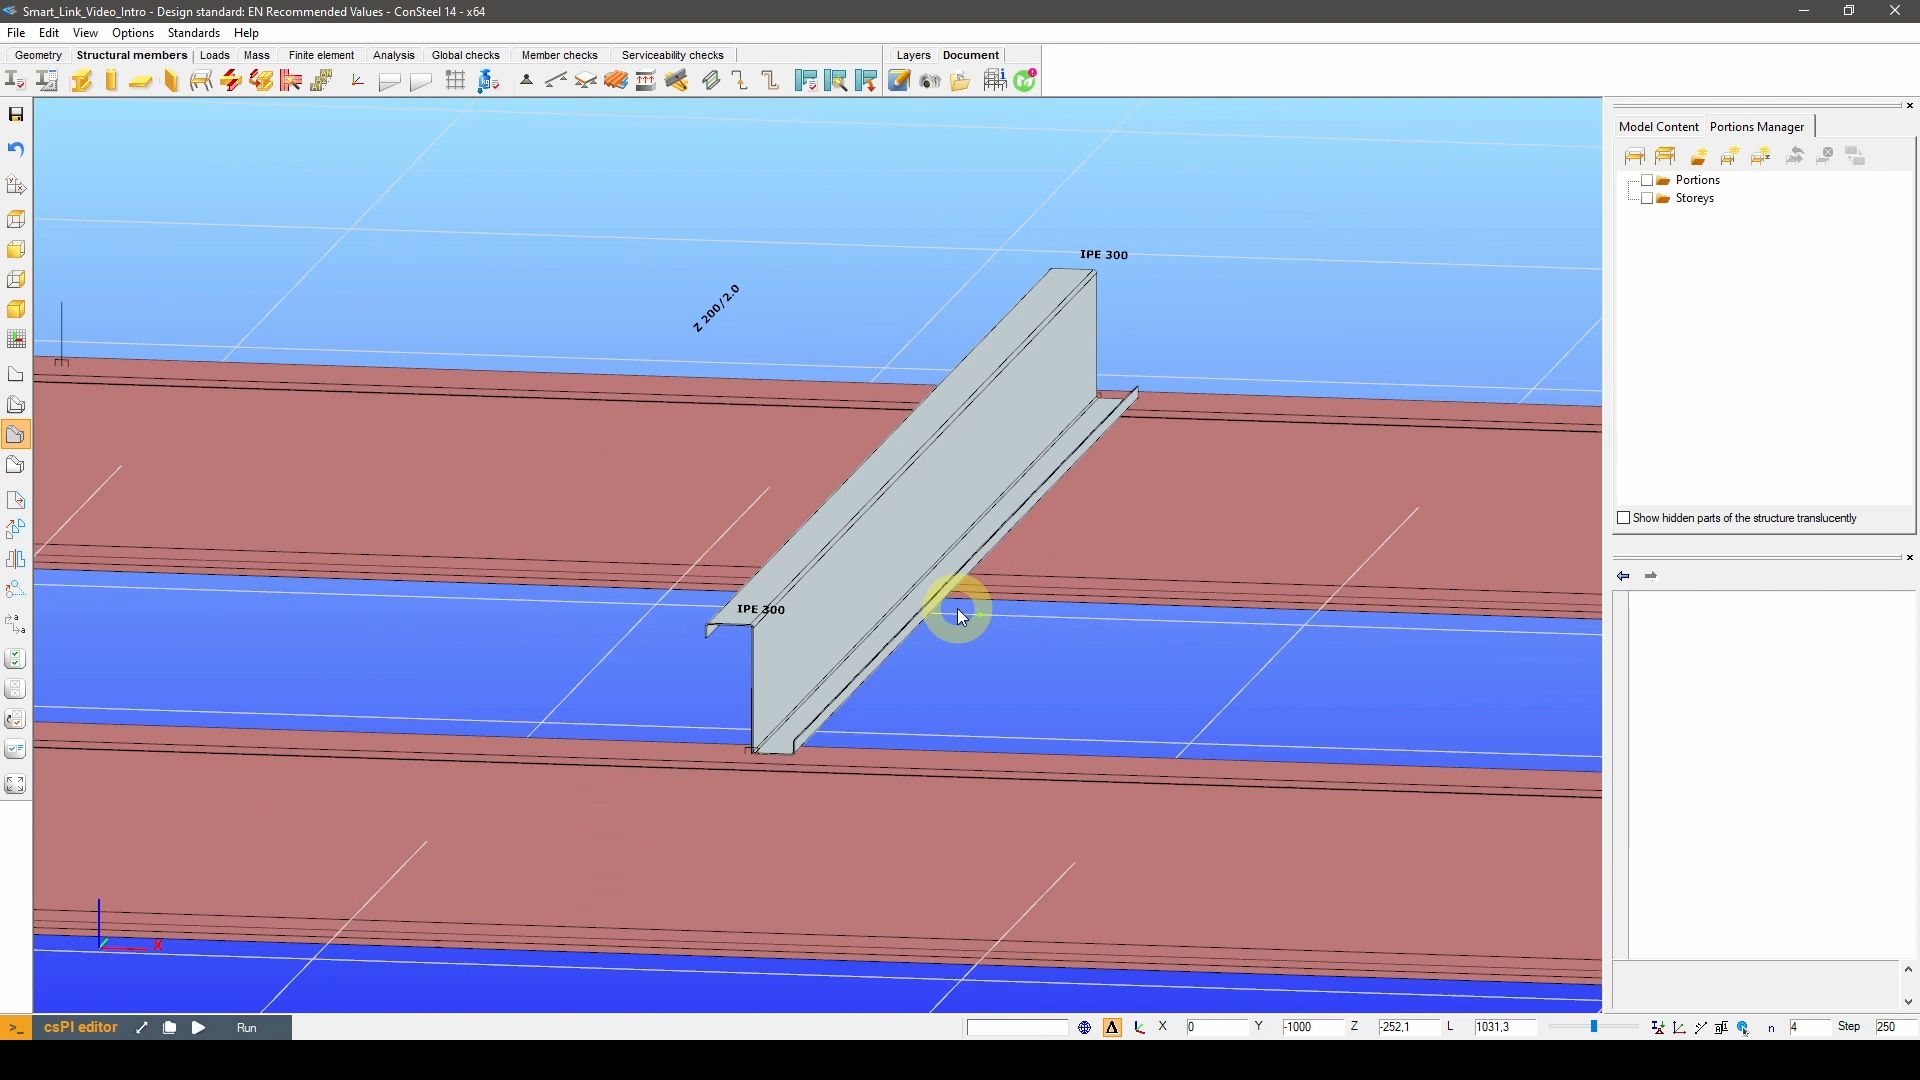 Smart_Link_Video_Intro - Design standard: EN Recommended Values - ConSteel 14 - x64
File Edit View Options Standards Help
Geometry Structural members Loads Mass Finite element Analysis Global checks Member checks Serviceability checks Layers Document
Model Content Portions Manager
Portions
Storeys
IPE 300
Z 200/2.0
IPE 300
Show hidden parts of the structure translucently
X
>_ csPI editor Run X 0 Y -1000 Z -252,1 L 1031,3 n 4 Step 250